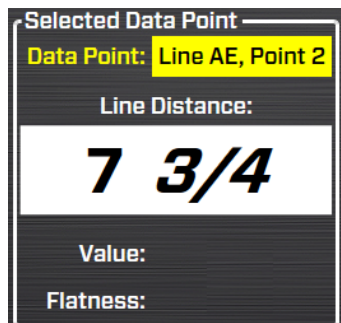 Selected Data Point
Data Point: Line AE, Point 2
Line Distance:
7 3/4
Value:
Flatness: